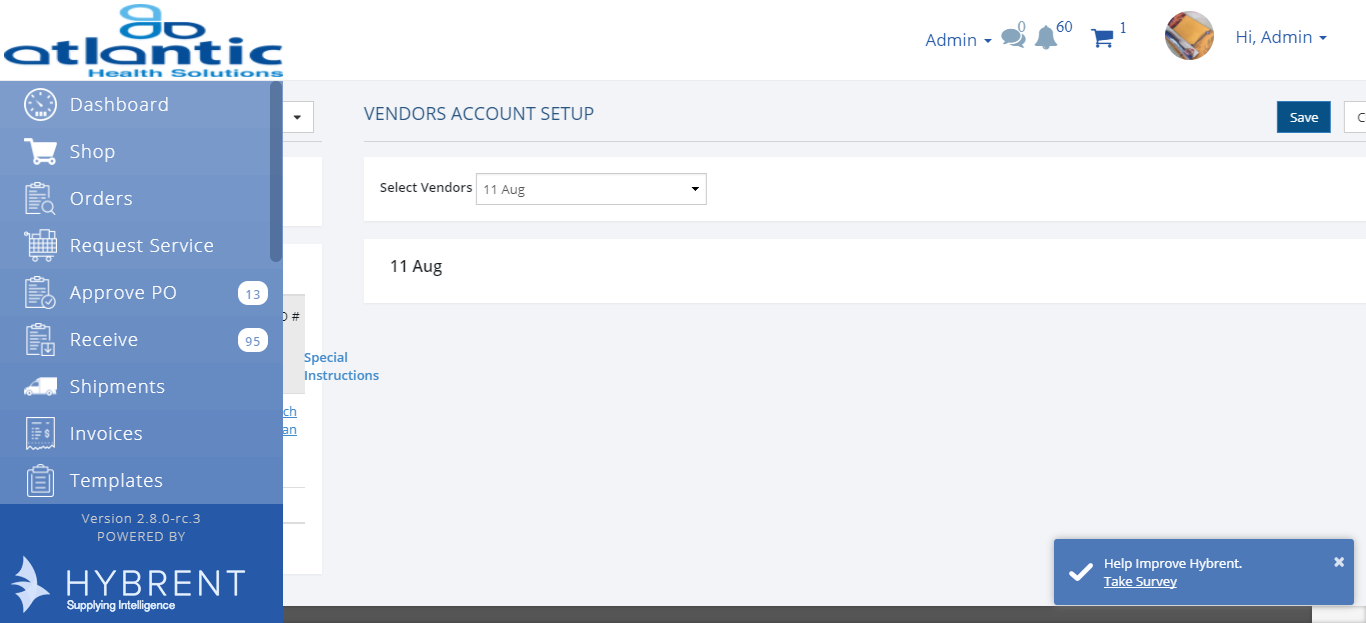 atlantic
Health Solutions
Admin
0
60
1
Hi, Admin
Dashboard
Shop
Orders
Request Service
Approve PO 13
Receive 95
Shipments
Invoices
Templates
Version 2.8.0-rc.3
POWERED BY
HYBRENT
Supplying Intelligence
VENDORS ACCOUNT SETUP
Save
C
Select Vendors 11 Aug
11 Aug
#
Special
Instructions
ch
an
Help Improve Hybrent.
Take Survey